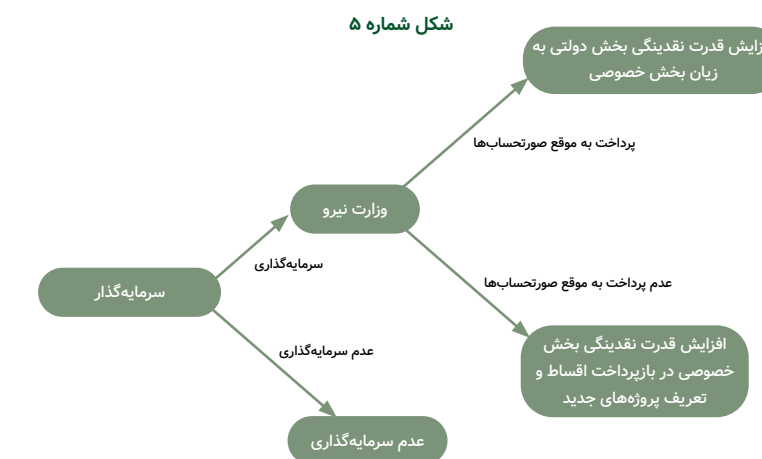 شکل شماره ۵
زایش قدرت نقدینگی بخش دولتی به
زیان بخش خصوصی
پرداخت به موقع صورتحساب‌ها
وزارت نیرو
سرمایه‌گذاری
عدم پرداخت به موقع صورتحساب‌ها
سرمایه‌گذار
افزایش قدرت نقدینگی بخش
خصوصی در بازپرداخت اقساط و
تعریف پروژه‌های جدید
عدم سرمایه‌گذاری
عدم سرمایه‌گذاری